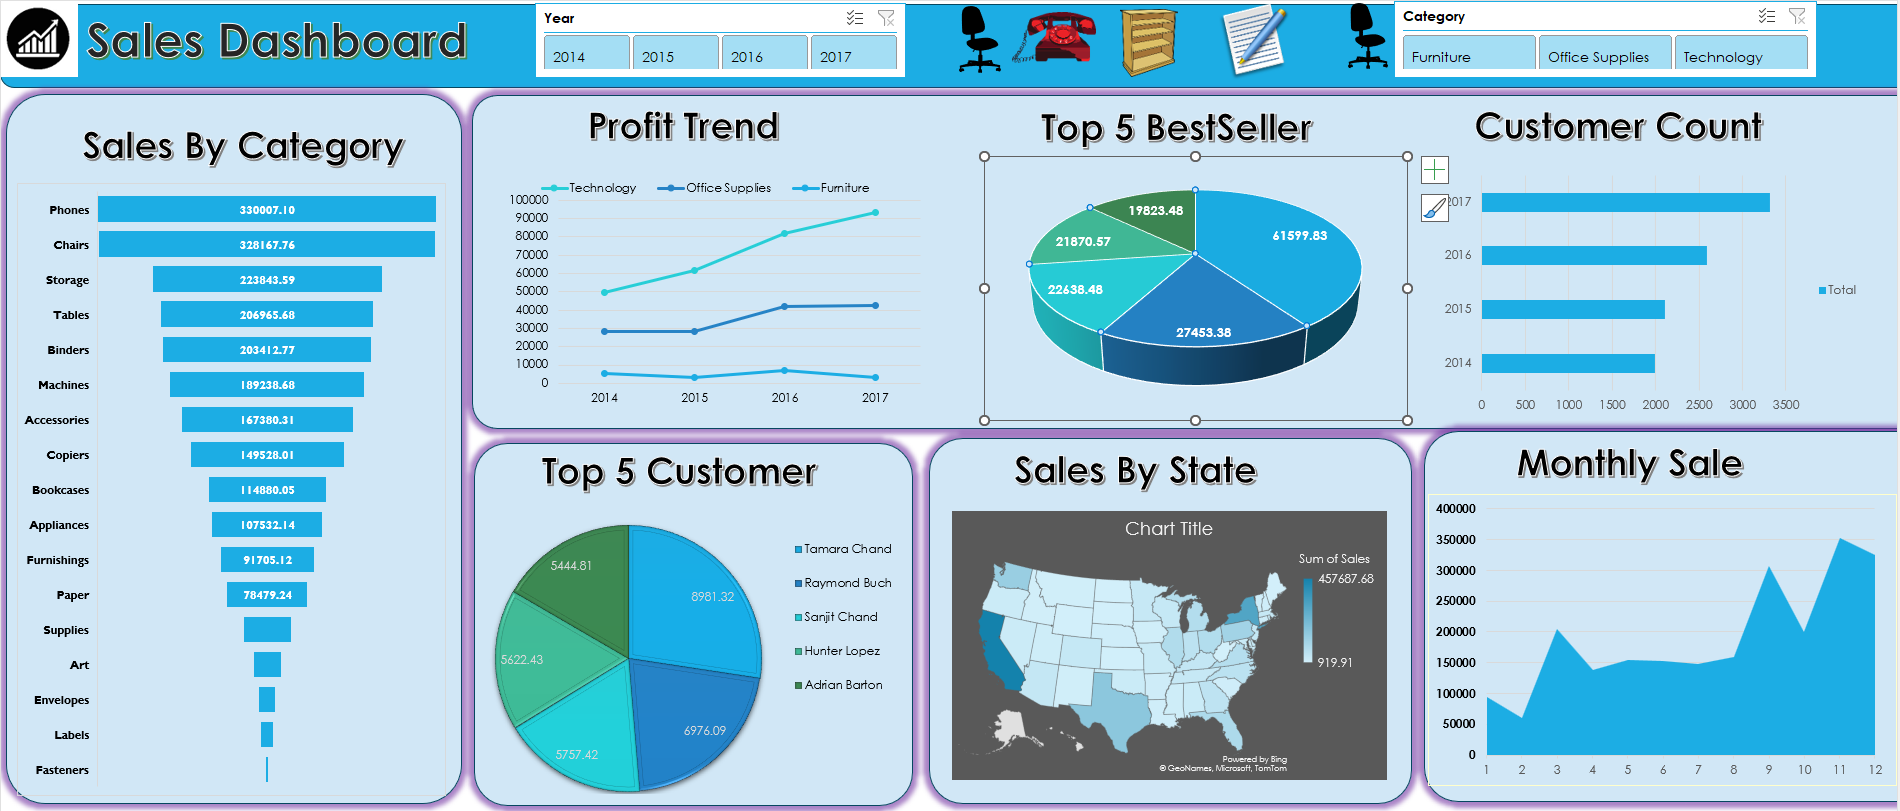 Sales Dashboard
Year
2014
2015
2016
2017
Category
Furniture
Office Supplies
Technology
Sales By Category
Phones 330007.10
Chairs 328167.76
Storage 223843.59
Tables 206965.68
Binders 203412.77
Machines 189238.68
Accessories 167380.31
Copiers 149528.01
Bookcases 114880.05
Appliances 107532.14
Furnishings 91705.12
Paper 78479.24
Supplies
Art
Envelopes
Labels
Fasteners
Profit Trend
Technology Office Supplies Furniture
100000
90000
80000
70000
60000
50000
40000
30000
20000
10000
0
2014 2015 2016 2017
Top 5 BestSeller
19823.48
61599.83
21870.57
22638.48
27453.38
Customer Count
2017
2016
2015
2014
0 500 1000 1500 2000 2500 3000 3500
Total
Top 5 Customer
5444.81
8981.32
5622.43
6976.09
5757.42
Tamara Chand
Raymond Buch
Sanjit Chand
Hunter Lopez
Adrian Barton
Sales By State
Chart Title
Sum of Sales
457687.68
919.91
Powered by Bing
© GeoNames, Microsoft, TomTom
Monthly Sale
400000
350000
300000
250000
200000
150000
100000
50000
0
1 2 3 4 5 6 7 8 9 10 11 12